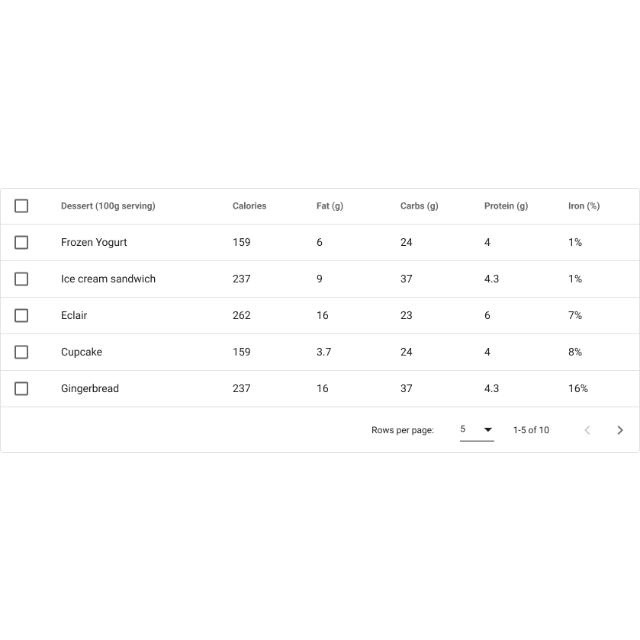 Dessert (100g serving) Calories Fat (g) Carbs (g) Protein (g) Iron (%)
Frozen Yogurt 159 6 24 4 1%
Ice cream sandwich 237 9 37 4.3 1%
Eclair 262 16 23 6 7%
Cupcake 159 3.7 24 4 8%
Gingerbread 237 16 37 4.3 16%
Rows per page: 5 1-5 of 10